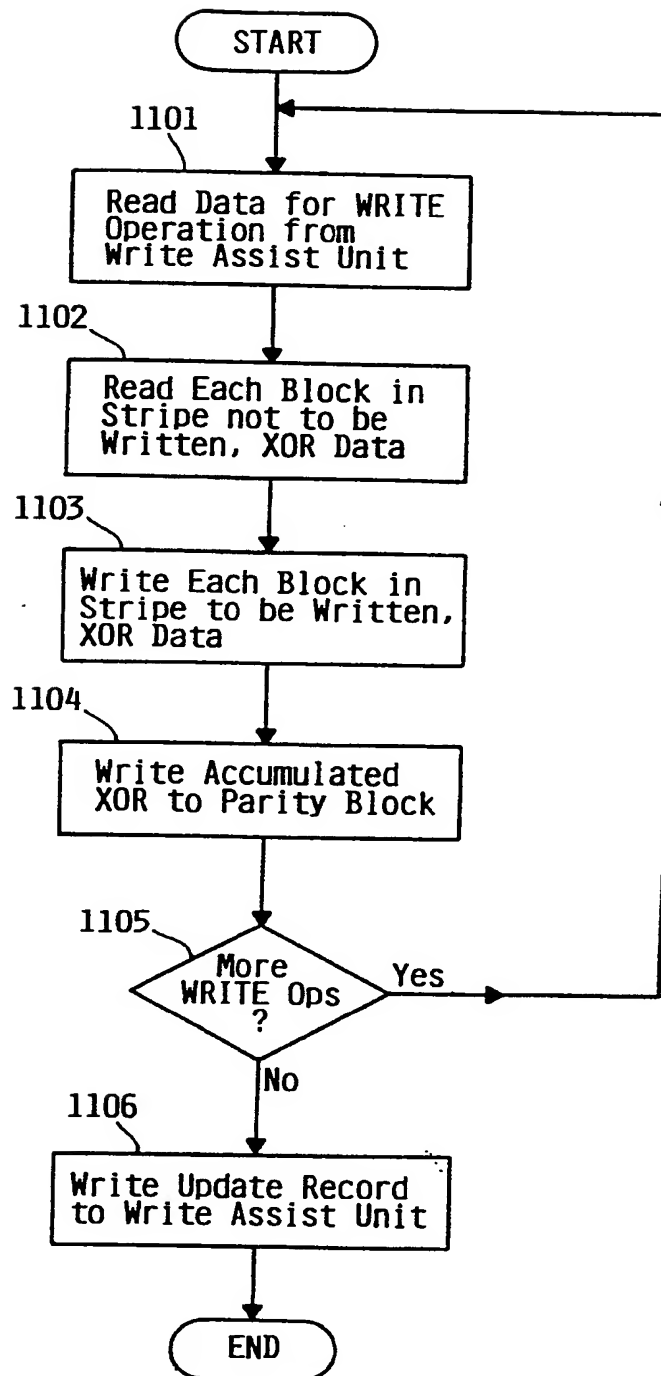 START
1101
Read Data for WRITE
Operation from
Write Assist Unit
1102
Read Each Block in
Stripe not to be
Written, XOR Data
1103
Write Each Block in
Stripe to be Written,
XOR Data
1104
Write Accumulated
XOR to Parity Block
1105
More
WRITE Ops
?
Yes
No
1106
Write Update Record
to Write Assist Unit
END